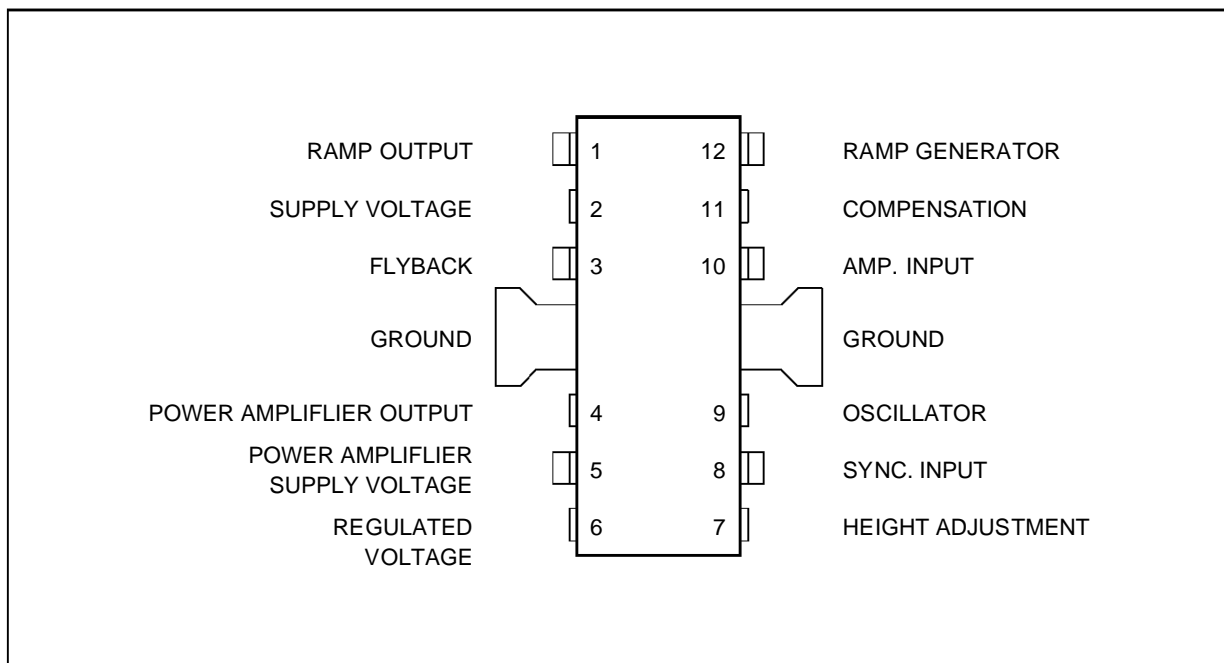 RAMP OUTPUT 1 12 RAMP GENERATOR
SUPPLY VOLTAGE 2 11 COMPENSATION
FLYBACK 3 10 AMP. INPUT
GROUND GROUND
POWER AMPLIFLIER OUTPUT 4 9 OSCILLATOR
POWER AMPLIFLIER
SUPPLY VOLTAGE 5 8 SYNC. INPUT
REGULATED
VOLTAGE 6 7 HEIGHT ADJUSTMENT